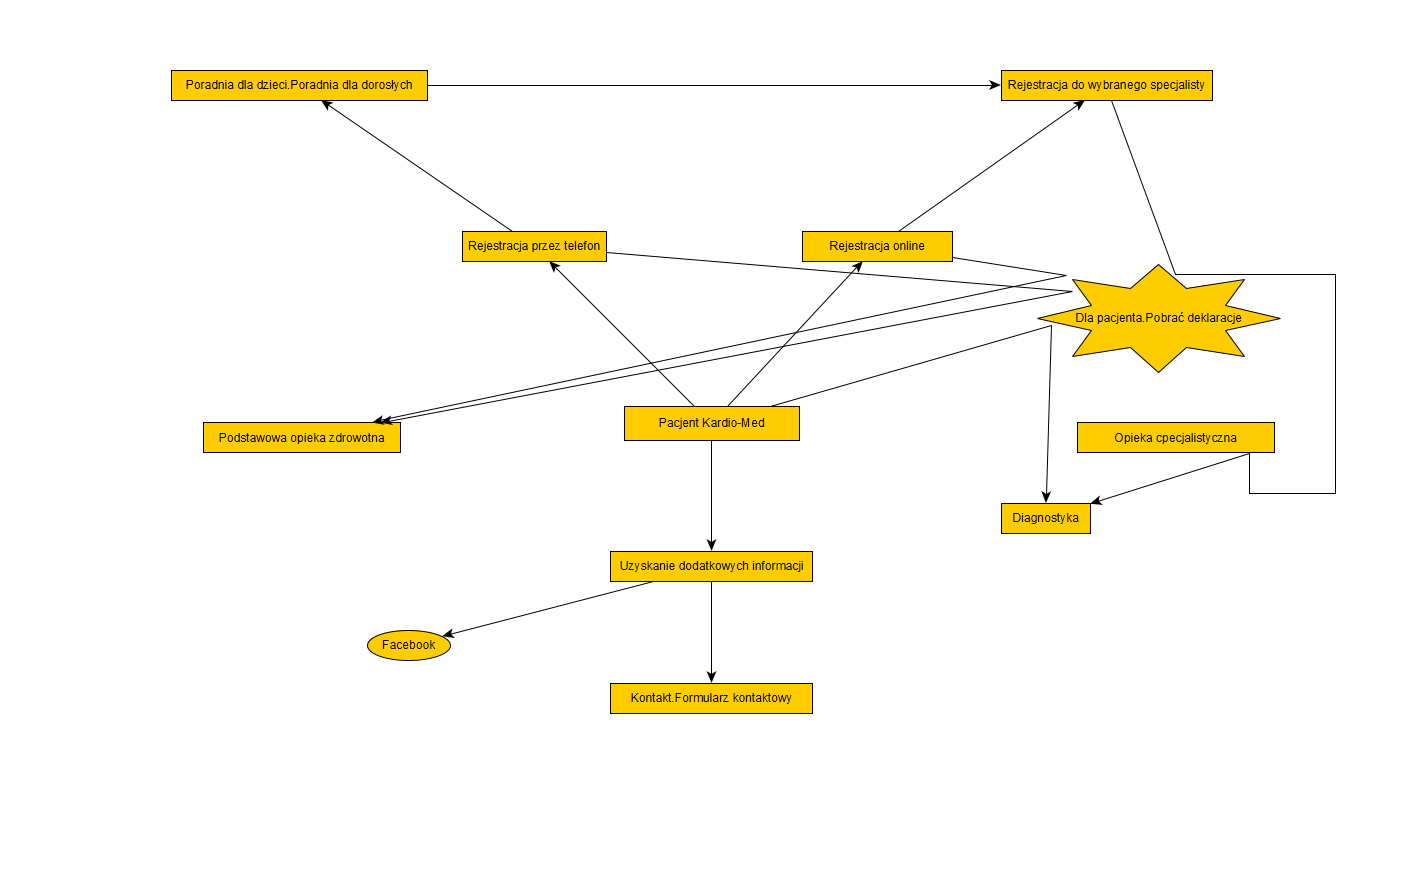 Poradnia dla dzieci.Poradnia dla dorosłych
Rejestracja do wybranego specjalisty
Rejestracja przez telefon
Rejestracja online
Dla pacjenta.Pobrać deklaracje
Pacjent Kardio-Med
Podstawowa opieka zdrowotna
Opieka cpecjalistyczna
Diagnostyka
Uzyskanie dodatkowych informacji
Facebook
Kontakt.Formularz kontaktowy